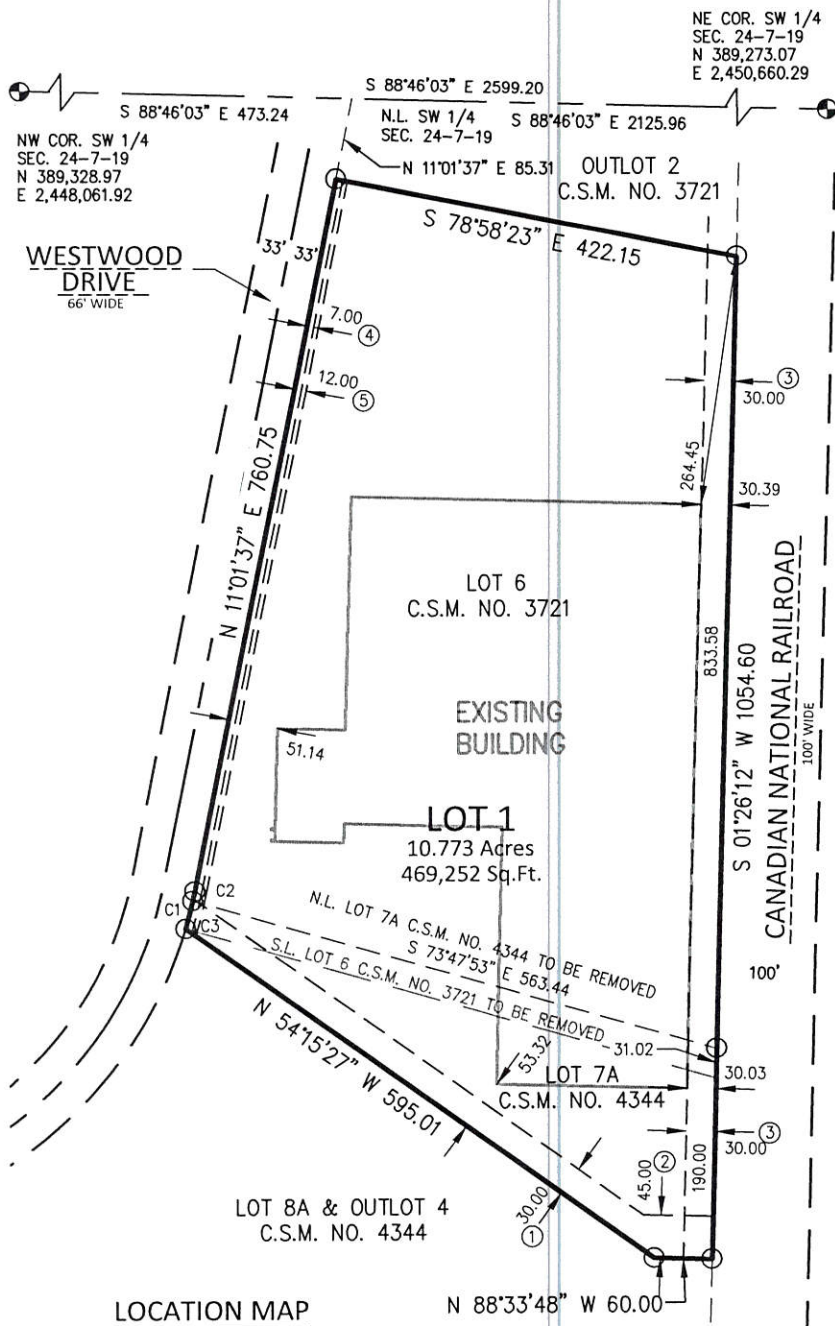 NE COR. SW 1/4
SEC. 24-7-19
N 389,273.07
E 2,450,660.29
S 88°46'03" E 2599.20
S 88°46'03" E 473.24
N.L. SW 1/4
SEC. 24-7-19
S 88°46'03" E 2125.96
NW COR. SW 1/4
SEC. 24-7-19
N 389,328.97
E 2,448,061.92
N 11°01'37" E 85.31
OUTLOT 2
C.S.M. NO. 3721
S 78°58'23" E 422.15
33' 33'
WESTWOOD
DRIVE
66' WIDE
7.00
4
12.00
5
3
30.00
264.45
30.39
N 11°01'37" E 760.75
LOT 6
C.S.M. NO. 3721
833.58
S 01°26'12" W 1054.60
CANADIAN NATIONAL RAILROAD
100' WIDE
EXISTING
BUILDING
51.14
LOT 1
10.773 Acres
469,252 Sq.Ft.
C2
C1
C3
N.L. LOT 7A C.S.M. NO. 4344 TO BE REMOVED
S 73°47'53" E 563.44
S.L. LOT 6 C.S.M. NO. 3721 TO BE REMOVED
100'
31.02
53.32
30.03
LOT 7A
C.S.M. NO. 4344
N 54°15'27" W 595.01
3
30.00
190.00
45.00
2
30.00
1
LOT 8A & OUTLOT 4
C.S.M. NO. 4344
LOCATION MAP
N 88°33'48" W 60.00